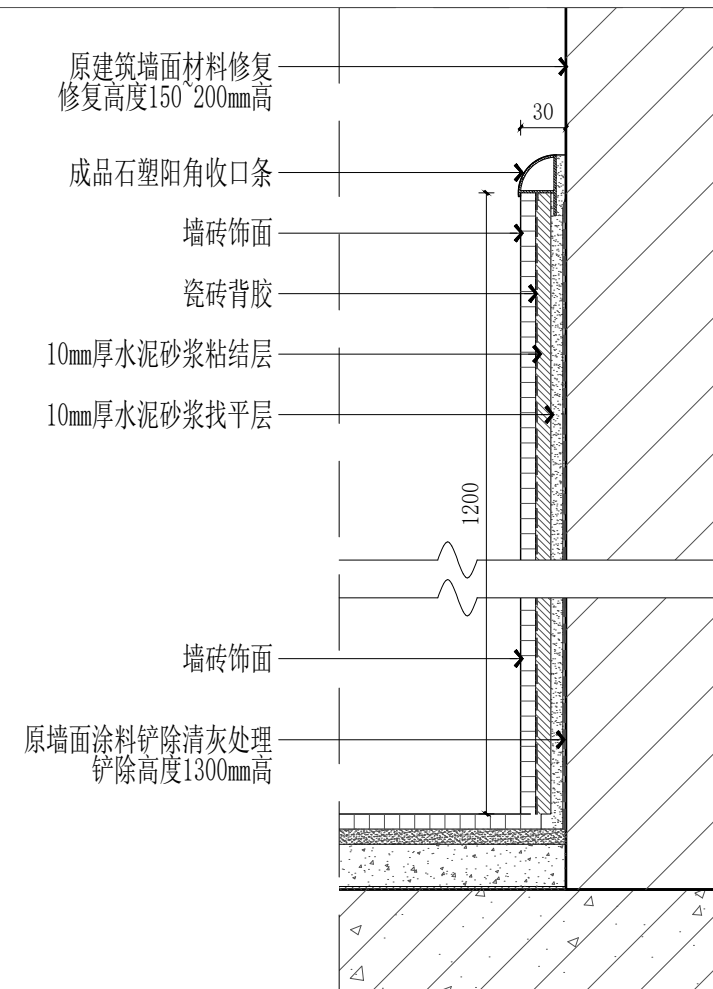 原建筑墙面材料修复
修复高度150~200mm高
30
成品石塑阳角收口条
墙砖饰面
瓷砖背胶
10mm厚水泥砂浆粘结层
10mm厚水泥砂浆找平层
1200
墙砖饰面
原墙面涂料铲除清灰处理
铲除高度1300mm高